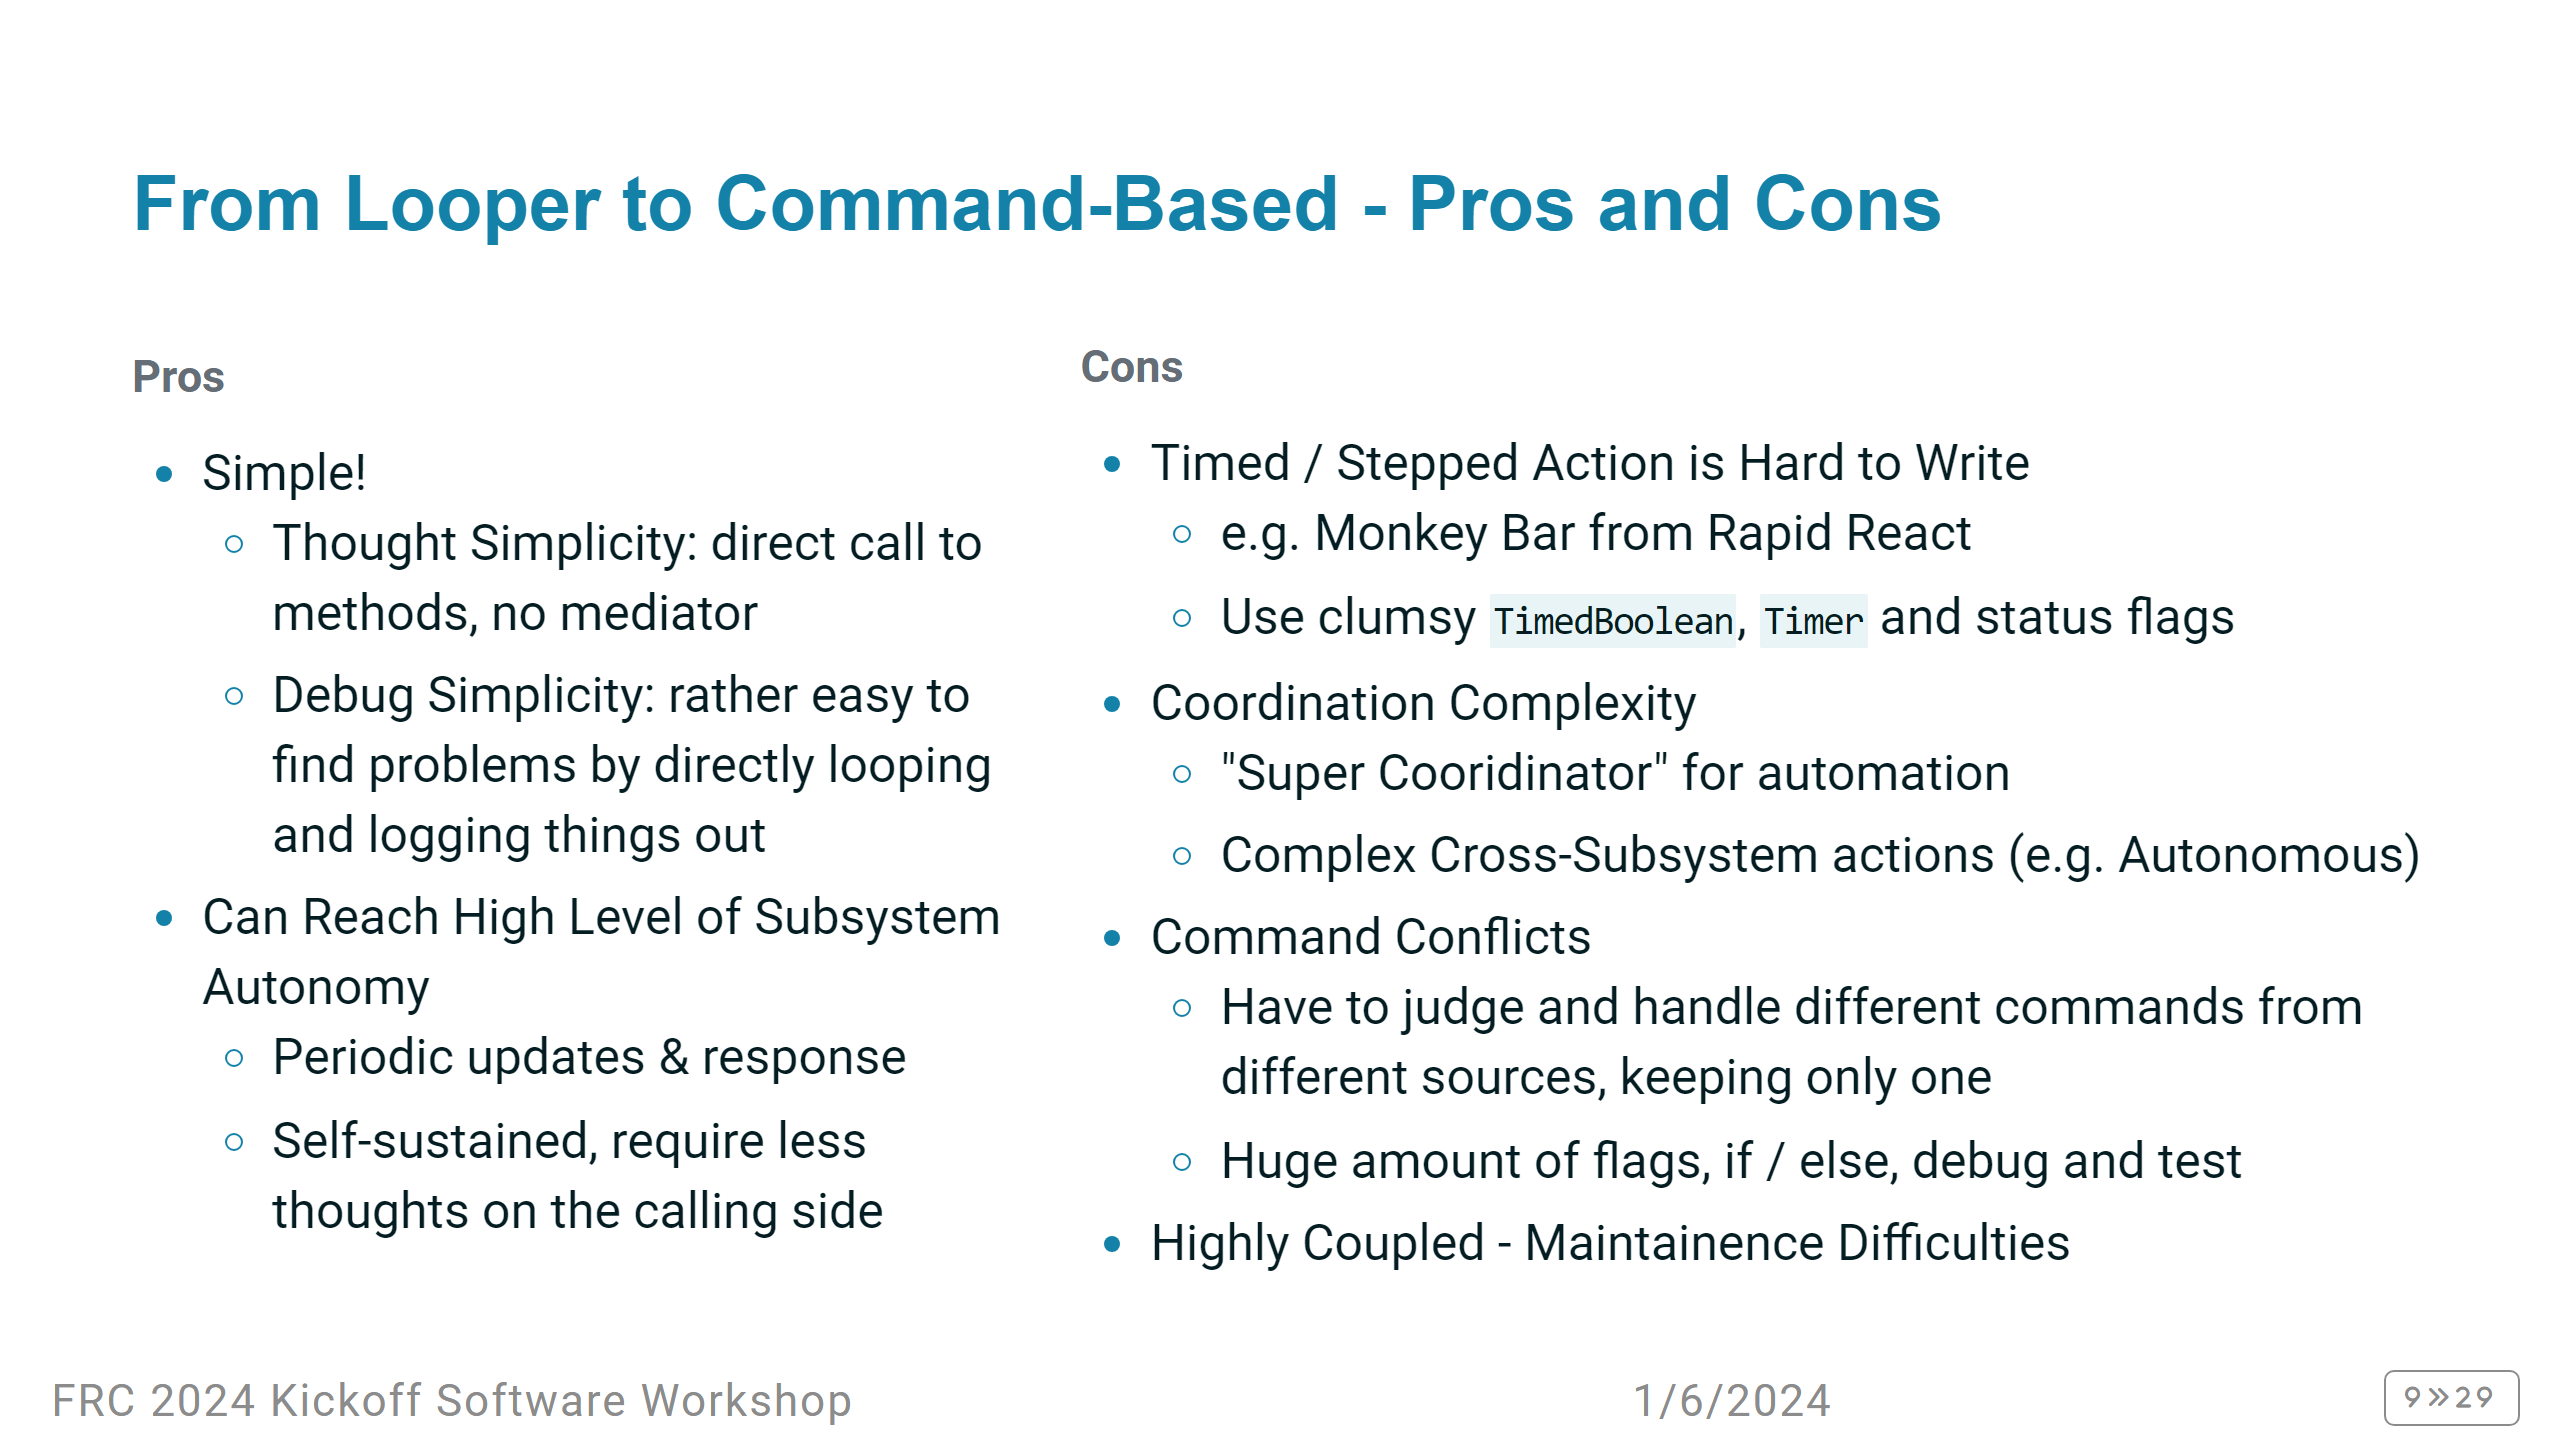 From Looper to Command-Based - Pros and Cons
Pros
Simple!
Thought Simplicity: direct call to
methods, no mediator
Debug Simplicity: rather easy to
find problems by directly looping
and logging things out
Can Reach High Level of Subsystem
Autonomy
Periodic updates & response
Self-sustained, require less
thoughts on the calling side
Cons
Timed / Stepped Action is Hard to Write
e.g. Monkey Bar from Rapid React
Use clumsy TimedBoolean, Timer and status flags
Coordination Complexity
"Super Cooridinator" for automation
Complex Cross-Subsystem actions (e.g. Autonomous)
Command Conflicts
Have to judge and handle different commands from
different sources, keeping only one
Huge amount of flags, if / else, debug and test
Highly Coupled - Maintainence Difficulties
FRC 2024 Kickoff Software Workshop
1/6/2024
9»29